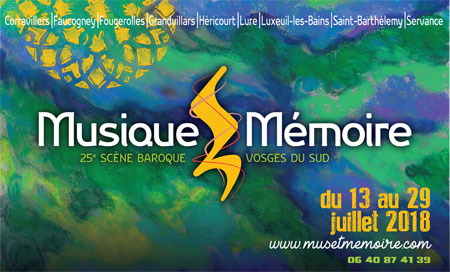 Corravillers|Faucogney|Fougerolles|Grandvillars|Héricourt|Lure|Luxeuil-les-Bains|Saint-Barthélemy|Servance
Musique Mémoire
25e SCÈNE BAROQUE VOSGES DU SUD
du 13 au 29
juillet 2018
www.musetmemoire.com
06 40 87 41 39